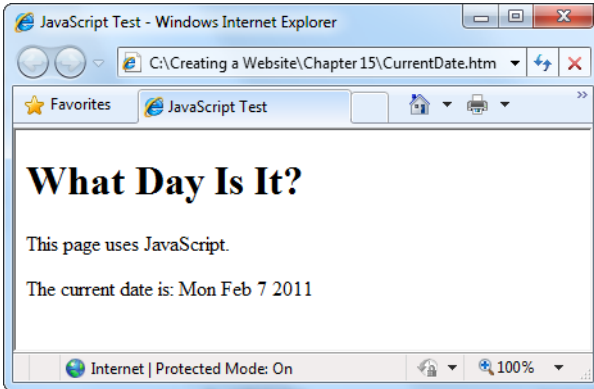 JavaScript Test - Windows Internet Explorer
C:\Creating a Website\Chapter 15\CurrentDate.htm
Favorites
JavaScript Test
»
What Day Is It?
This page uses JavaScript.
The current date is: Mon Feb 7 2011
Internet | Protected Mode: On
100%